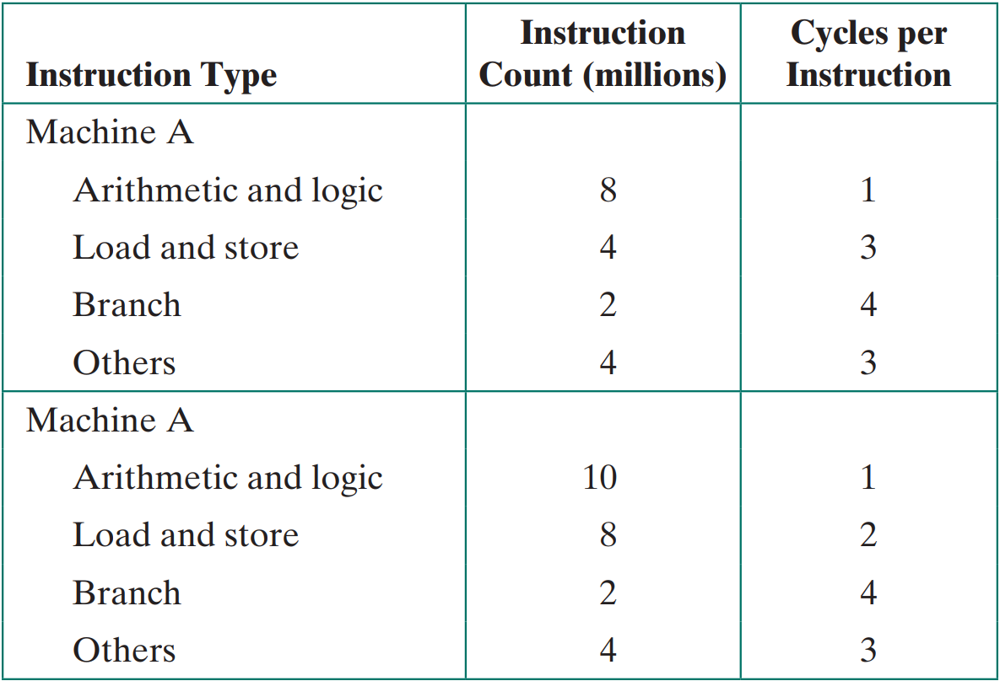 Instruction Type Instruction Count (millions) Cycles per Instruction
Machine A
Arithmetic and logic 8 1
Load and store 4 3
Branch 2 4
Others 4 3
Machine A
Arithmetic and logic 10 1
Load and store 8 2
Branch 2 4
Others 4 3